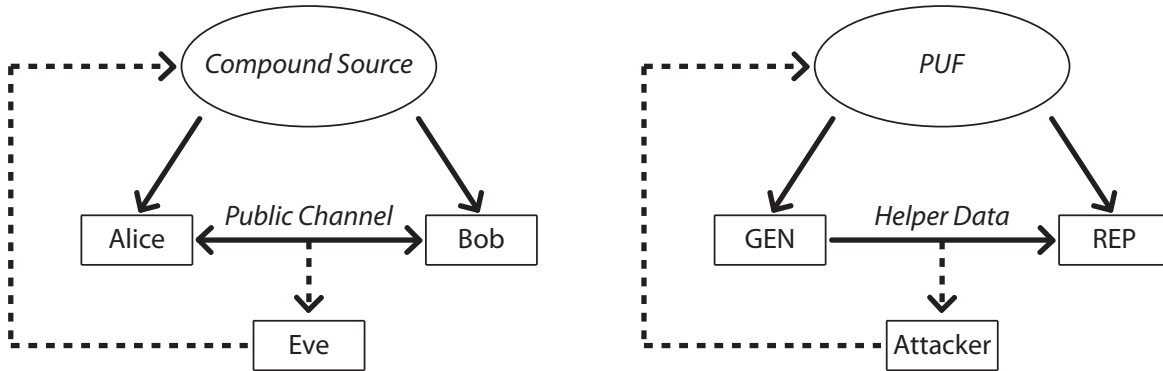 Compound Source
Public Channel
Alice
Bob
Eve
PUF
Helper Data
GEN
REP
Attacker